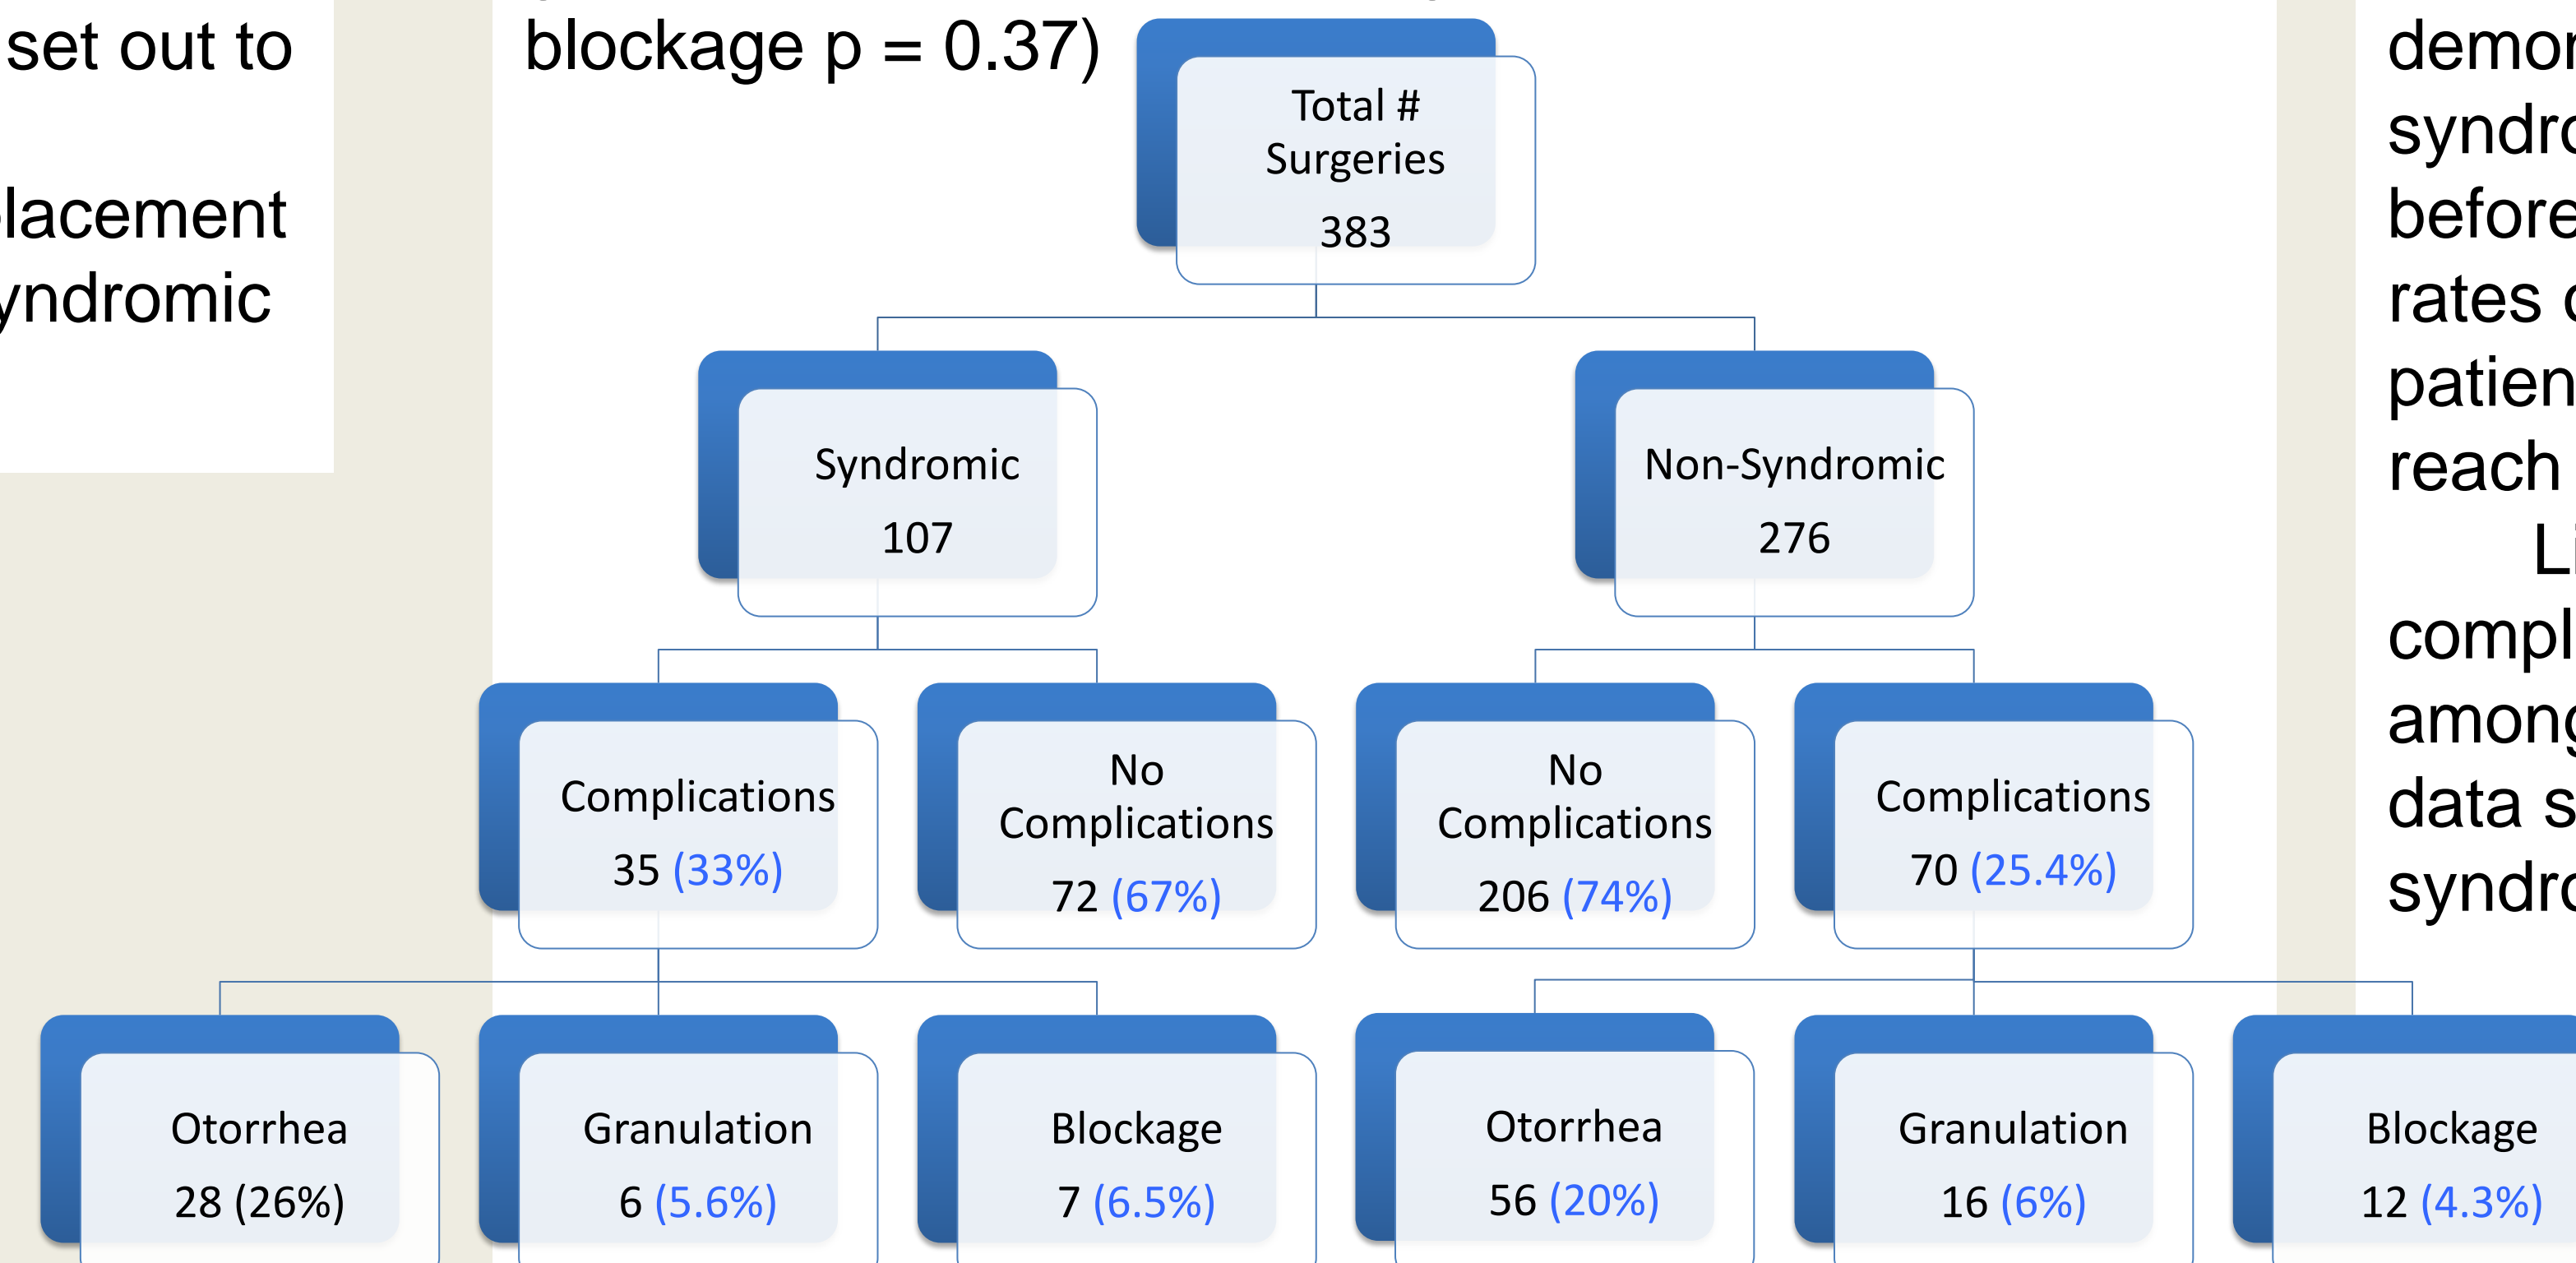 set out to
lacement
yndromic
blockage p = 0.37)
Total #
Surgeries
383
Syndromic
107
Non-Syndromic
276
Complications
35 (33%)
No
Complications
72 (67%)
No
Complications
206 (74%)
Complications
70 (25.4%)
Otorrhea
28 (26%)
Granulation
6 (5.6%)
Blockage
7 (6.5%)
Otorrhea
56 (20%)
Granulation
16 (6%)
Blockage
12 (4.3%)
demo
syndr
before
rates
patien
reach
Li
compl
among
data s
syndr